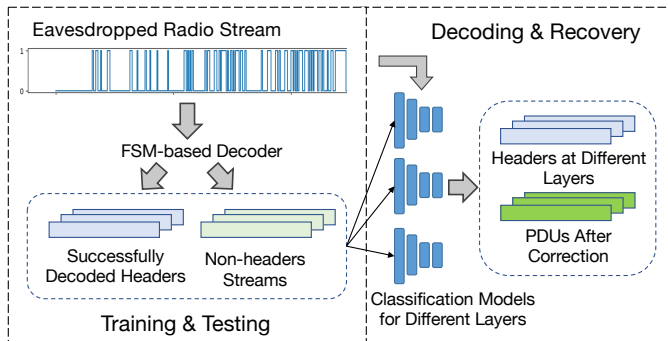 Eavesdropped Radio Stream
1
0
FSM-based Decoder
Successfully
Decoded Headers
Non-headers
Streams
Training & Testing
Decoding & Recovery
Classification Models
for Different Layers
Headers at Different
Layers
PDUs After
Correction